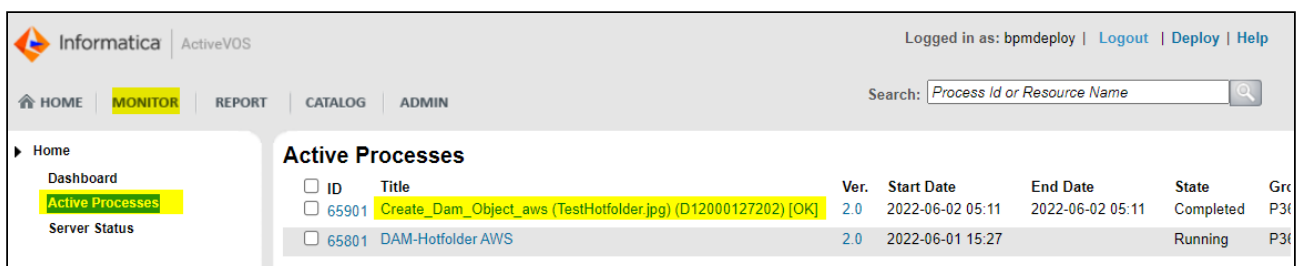 Informatica | ActiveVOS
Logged in as: bpmdeploy | Logout | Deploy | Help
HOME MONITOR REPORT CATALOG ADMIN
Search: Process Id or Resource Name
Home
Dashboard
Active Processes
Server Status
Active Processes
ID Title Ver. Start Date End Date State Gro
65901 Create_Dam_Object_aws (TestHotfolder.jpg) (D12000127202) [OK] 2.0 2022-06-02 05:11 2022-06-02 05:11 Completed P36
65801 DAM-Hotfolder AWS 2.0 2022-06-01 15:27 Running P36